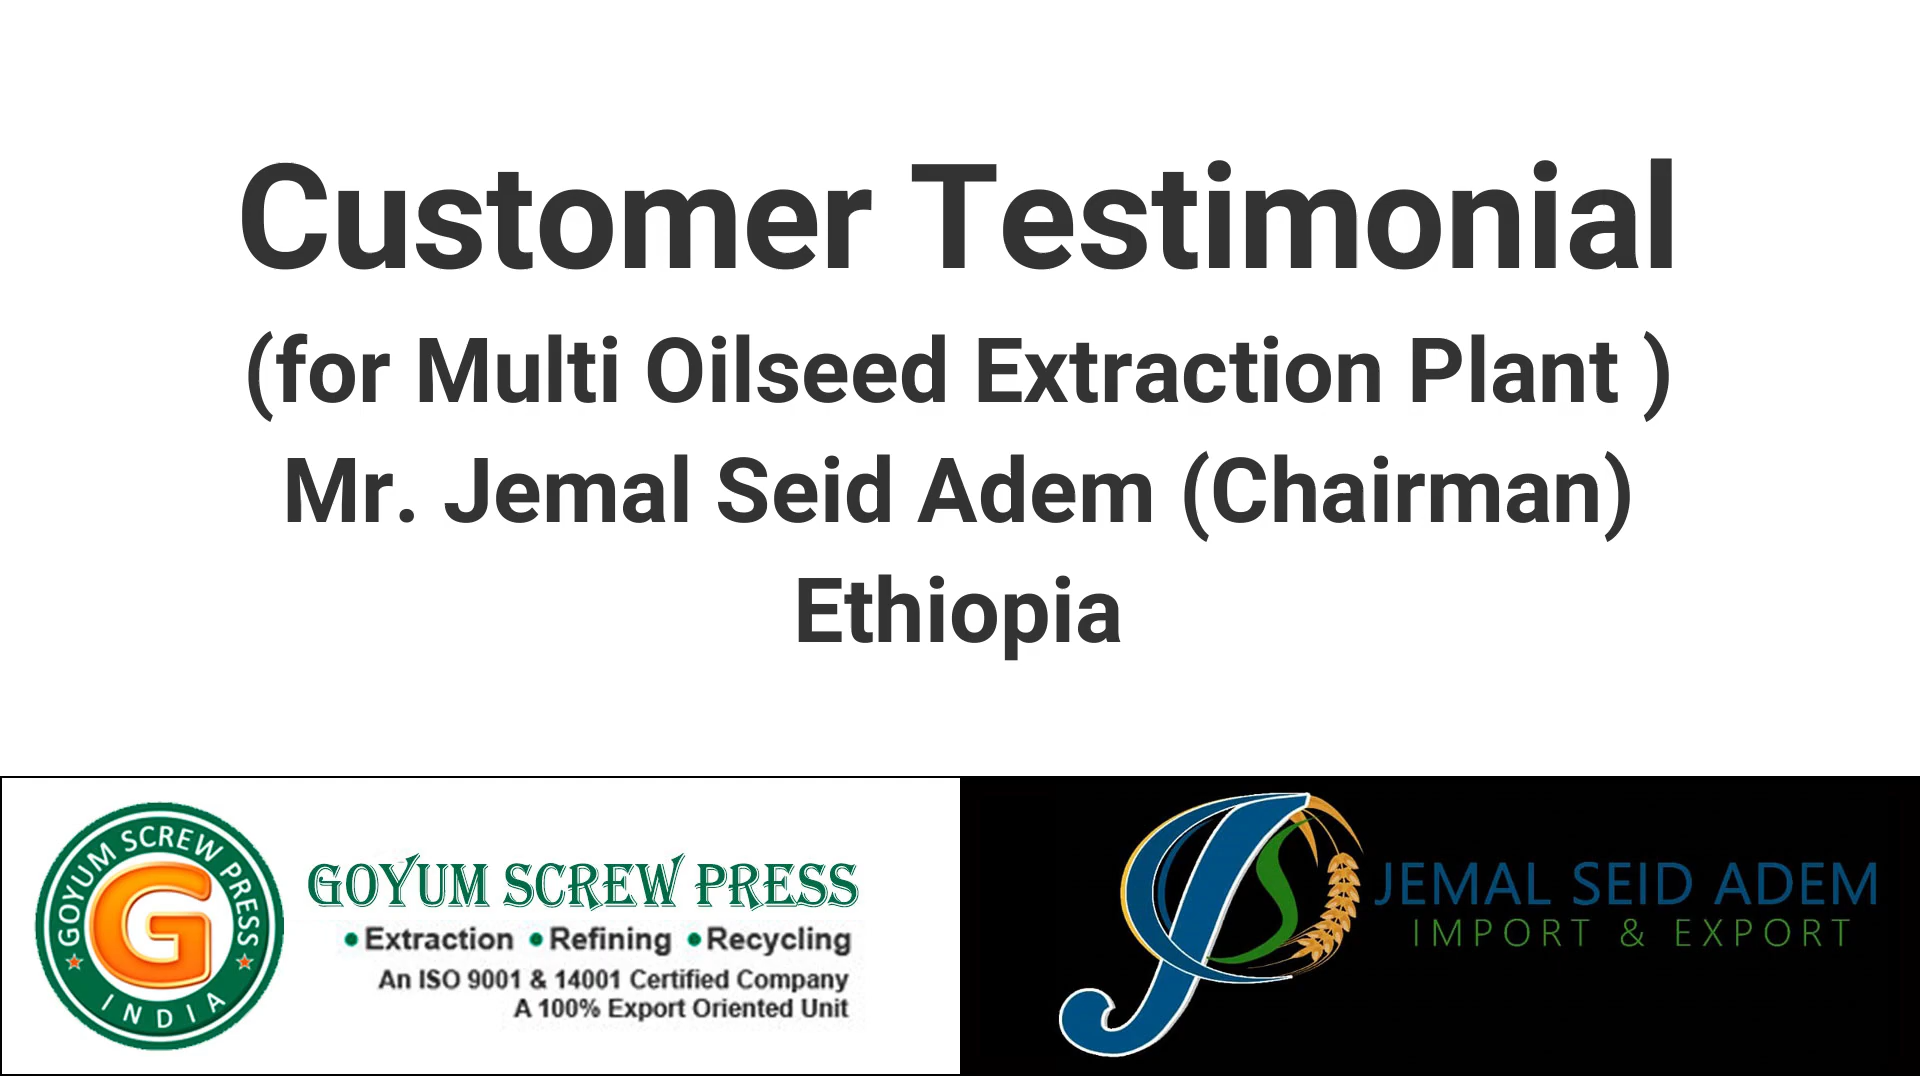 Customer Testimonial
(for Multi Oilseed Extraction Plant )
Mr. Jemal Seid Adem (Chairman)
Ethiopia
GOYUM SCREW PRESS
G
INDIA
GOYUM SCREW PRESS
• Extraction • Refining • Recycling
An ISO 9001 & 14001 Certified Company
A 100% Export Oriented Unit
JEMAL SEID ADEM
IMPORT & EXPORT